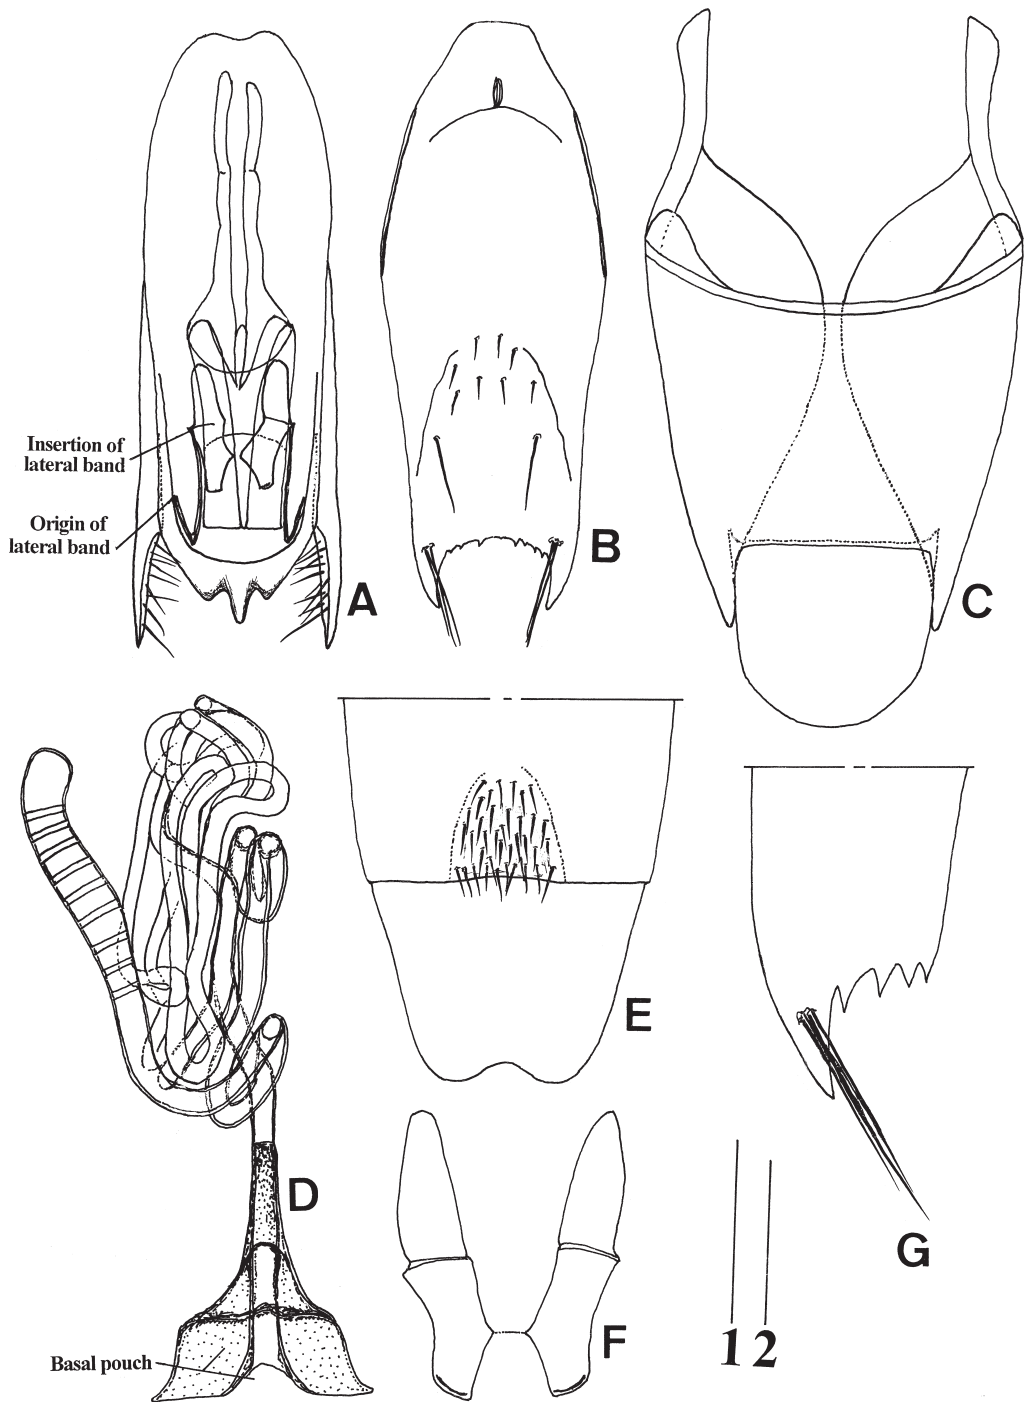 Insertion of
lateral band
Origin of
lateral band
A
B
C
D
E
F
G
Basal pouch
1 2